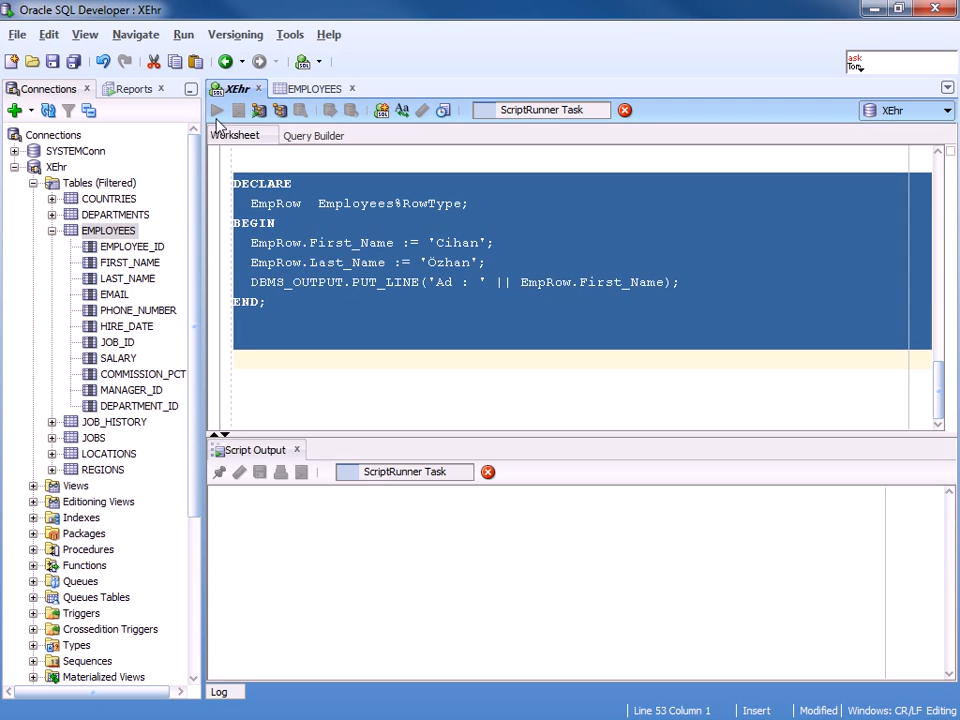 Oracle SQL Developer : XEhr
File Edit View Navigate Run Versioning Tools Help
ask
Tom
Connections Reports
XEhr EMPLOYEES
ScriptRunner Task
XEhr
Worksheet Query Builder
Connections
SYSTEMConn
XEhr
Tables (Filtered)
COUNTRIES
DEPARTMENTS
EMPLOYEES
EMPLOYEE_ID
FIRST_NAME
LAST_NAME
EMAIL
PHONE_NUMBER
HIRE_DATE
JOB_ID
SALARY
COMMISSION_PCT
MANAGER_ID
DEPARTMENT_ID
JOB_HISTORY
JOBS
LOCATIONS
REGIONS
Views
Editioning Views
Indexes
Packages
Procedures
Functions
Queues
Queues Tables
Triggers
Crossedition Triggers
Types
Sequences
Materialized Views
DECLARE
EmpRow Employees%RowType;
BEGIN
EmpRow.First_Name := 'Cihan';
EmpRow.Last_Name := 'Özhan';
DBMS_OUTPUT.PUT_LINE('Ad : ' || EmpRow.First_Name);
END;
Script Output
ScriptRunner Task
Log
Line 53 Column 1 Insert Modified Windows: CR/LF Editing